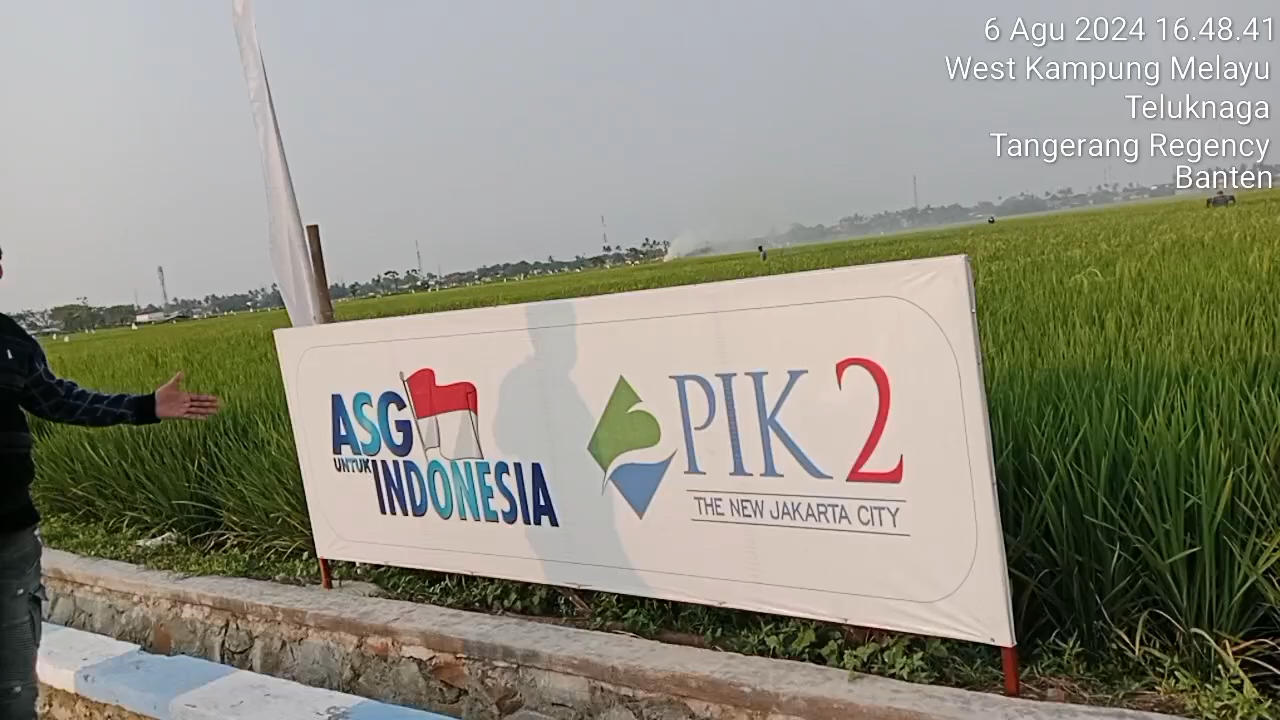 6 Agu 2024 16.48.41
West Kampung Melayu
Teluknaga
Tangerang Regency
Banten
ASG
UNTUK
INDONESIA
PIK 2
THE NEW JAKARTA CITY